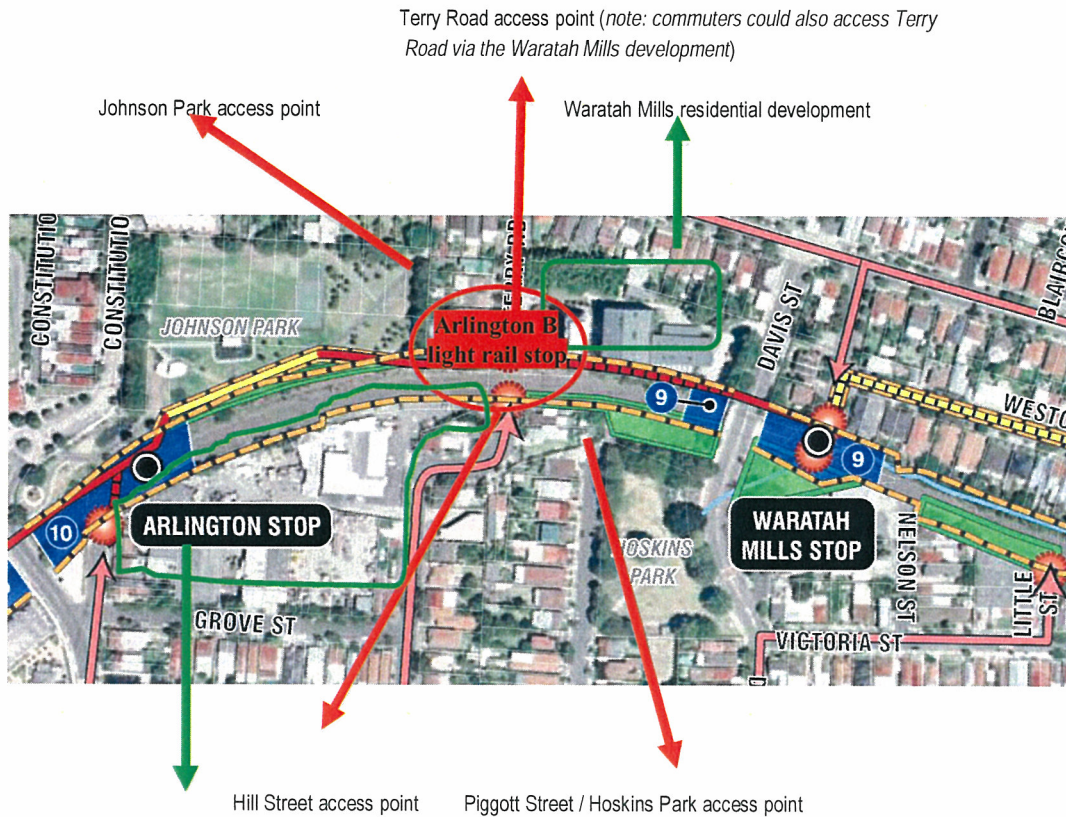 Terry Road access point (note: commuters could also access Terry
Road via the Waratah Mills development)
Johnson Park access point
Waratah Mills residential development
CONSTITUTIO
CONSTITUTIO
TERRY RD
BLAIRGO
JOHNSON PARK
Arlington B
light rail stop
DAVIS ST
9
WESTO
10
ARLINGTON STOP
WARATAH
MILLS STOP
9
HOSKINS
PARK
NELSON ST
LITTLE
ST
GROVE ST
VICTORIA ST
Hill Street access point
Piggott Street / Hoskins Park access point